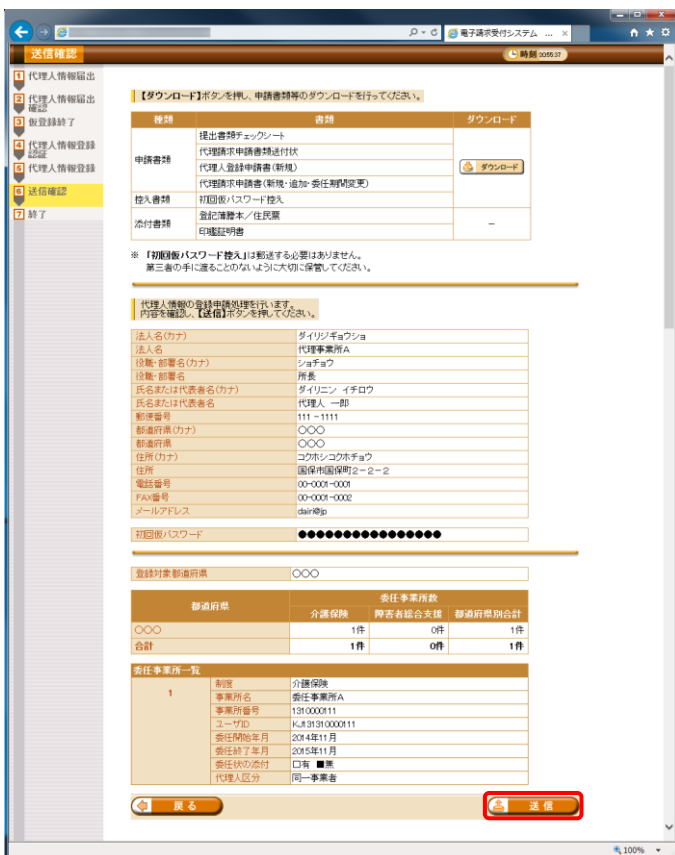 電子請求受付システム ...
送信確認
時刻 20:55:37
1 代理人情報届出
2 代理人情報届出確認
3 仮登録終了
4 代理人情報登録認証
5 代理人情報登録
6 送信確認
7 終了
【ダウンロード】ボタンを押し、申請書類等のダウンロードを行ってください。
種類 書類 ダウンロード
申請書類 提出書類チェックシート
代理請求申請書類送付状
代理人登録申請書(新規)
代理請求申請書(新規・追加・委任期間変更)
ダウンロード
控え書類 初回仮パスワード控え
添付書類 登記簿謄本/住民票
印鑑証明書
−
※ 「初回仮パスワード控え」は郵送する必要はありません。
第三者の手に渡ることのないように大切に保管してください。
代理人情報の登録申請処理を行います。
内容を確認し、【送信】ボタンを押してください。
法人名(カナ) ダイリジギョウショ
法人名 代理事業所A
役職・部署名(カナ) ショチョウ
役職・部署名 所長
氏名または代表者名(カナ) ダイリニン イチロウ
氏名または代表者名 代理人 一郎
郵便番号 111 −1111
都道府県(カナ) ○○○
都道府県 ○○○
住所(カナ) コクホシコクホチョウ
住所 国保市国保町2−2−2
電話番号 00-0001-0001
FAX番号 00-0001-0002
メールアドレス dairi@jp
初回仮パスワード ●●●●●●●●●●●●●●●●
登録対象都道府県 ○○○
都道府県 委任事業所数
介護保険 障害者総合支援 都道府県別合計
○○○ 1件 0件 1件
合計 1件 0件 1件
委任事業所一覧
1 制度 介護保険
事業所名 委任事業所A
事業所番号 1310000111
ユーザID KJ131310000111
委任開始年月 2014年11月
委任終了年月 2015年11月
委任状の添付 □有 ■無
代理人区分 同一事業者
戻る
送信
100%